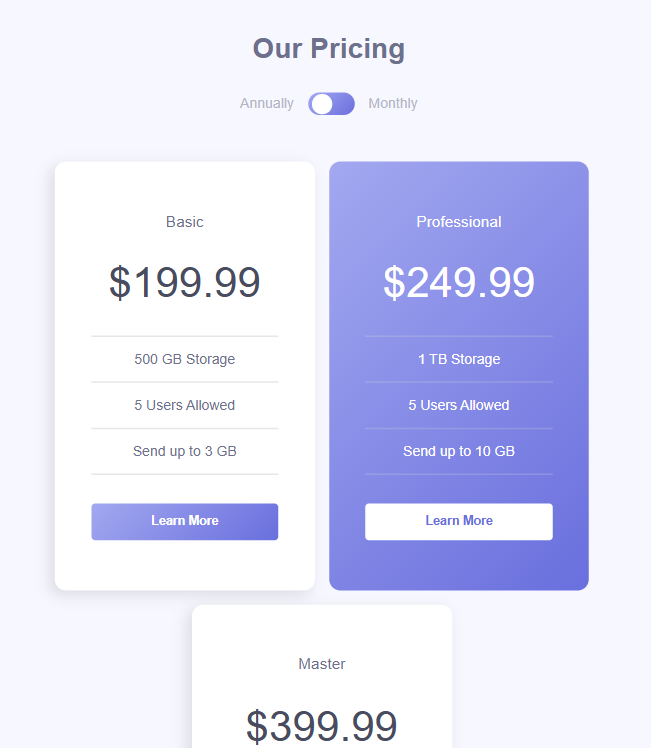 Our Pricing
Annually Monthly
Basic
$199.99
500 GB Storage
5 Users Allowed
Send up to 3 GB
Learn More
Professional
$249.99
1 TB Storage
5 Users Allowed
Send up to 10 GB
Learn More
Master
$399.99